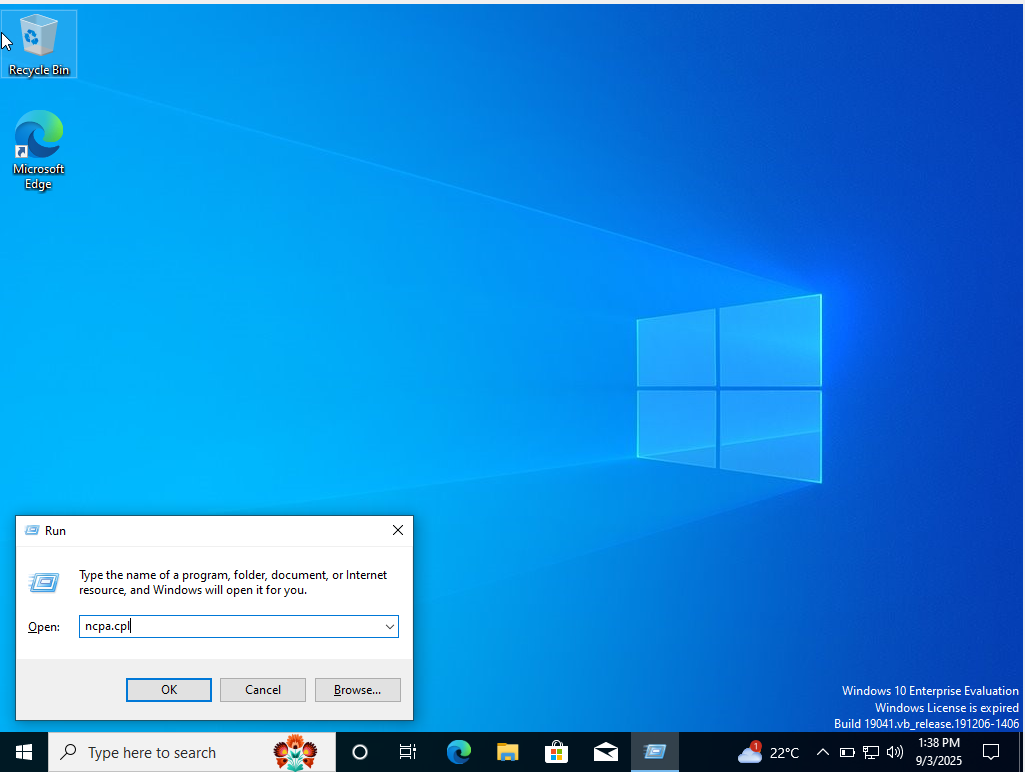 Recycle Bin
Microsoft
Edge
Run
Type the name of a program, folder, document, or Internet
resource, and Windows will open it for you.
Open:
ncpa.cpl
OK
Cancel
Browse...
Windows 10 Enterprise Evaluation
Windows License is expired
Build 19041.vb_release.191206-1406
Type here to search
1
22°C
1:38 PM
9/3/2025